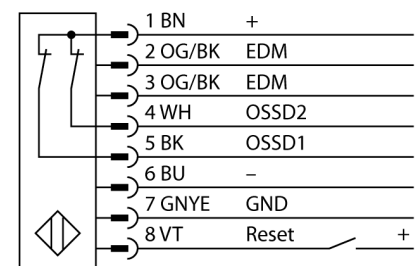 1 BN +
2 OG/BK EDM
3 OG/BK EDM
4 WH OSSD2
5 BK OSSD1
6 BU –
7 GNYE GND
8 VT Reset +